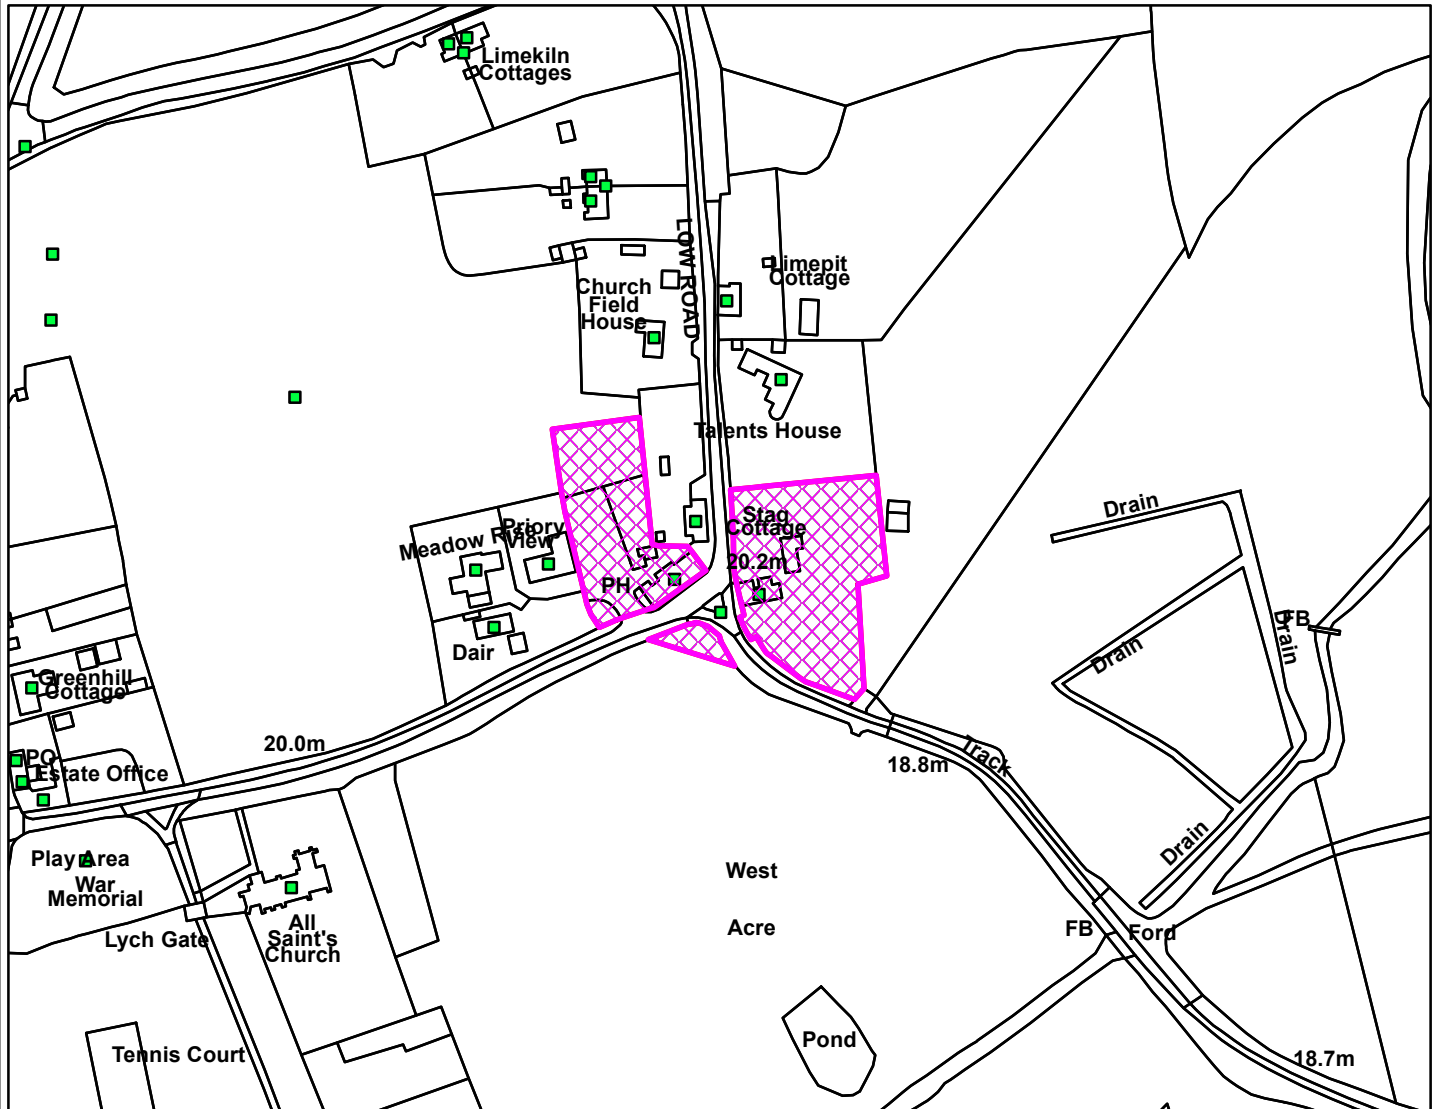 Limekiln
Cottages
LOW ROAD
Limepit
Cottage
Church
Field
House
Talents House
Stag
Cottage
20.2m
Priory
View
Meadow Rise
PH
Dair
Drain
Drain
Drain
FB
Drain
Greenhill
Cottage
20.0m
PO
Estate Office
Track
18.8m
Play Area
War
Memorial
Lych Gate
All
Saint's
Church
West
Acre
FB
Ford
Pond
Tennis Court
18.7m